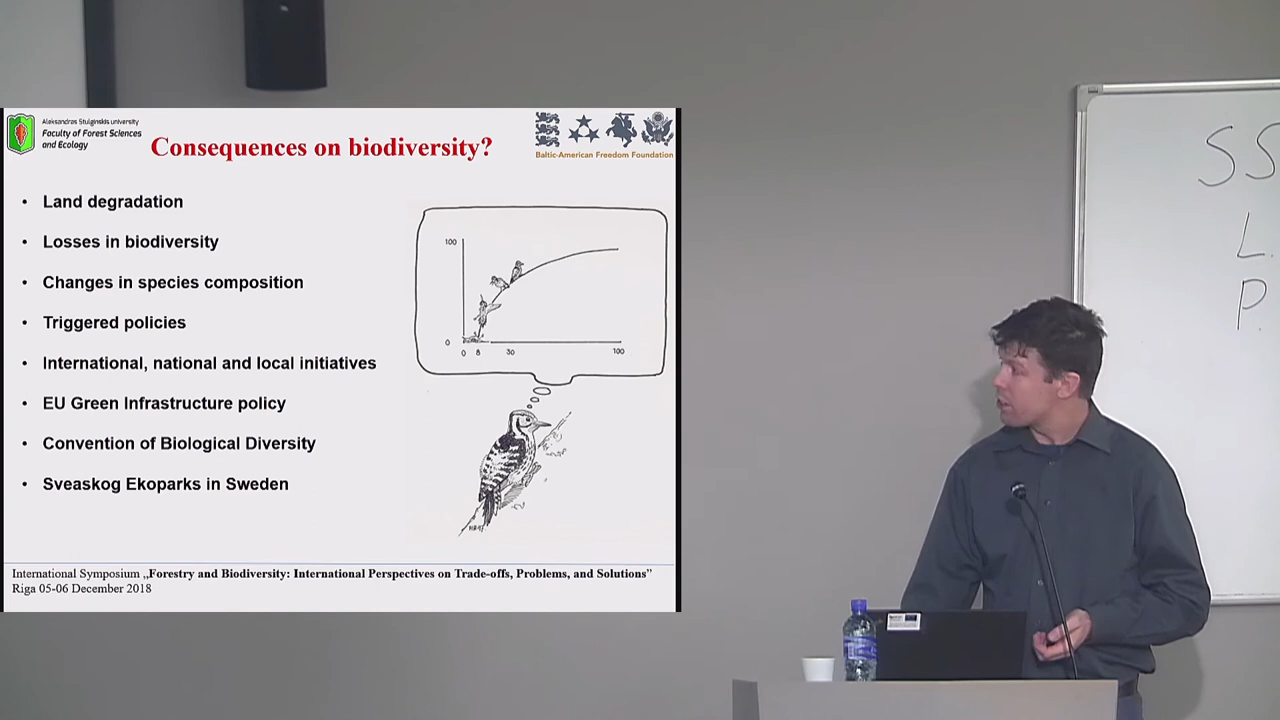 Aleksandras Stulginskis university
Faculty of Forest Sciences
and Ecology
Consequences on biodiversity?
Baltic-American Freedom Foundation
• Land degradation
• Losses in biodiversity
• Changes in species composition
• Triggered policies
• International, national and local initiatives
• EU Green Infrastructure policy
• Convention of Biological Diversity
• Sveaskog Ekoparks in Sweden
100
0
0 8 30 100
International Symposium „Forestry and Biodiversity: International Perspectives on Trade-offs, Problems, and Solutions”
Riga 05-06 December 2018
SS
L.
P.